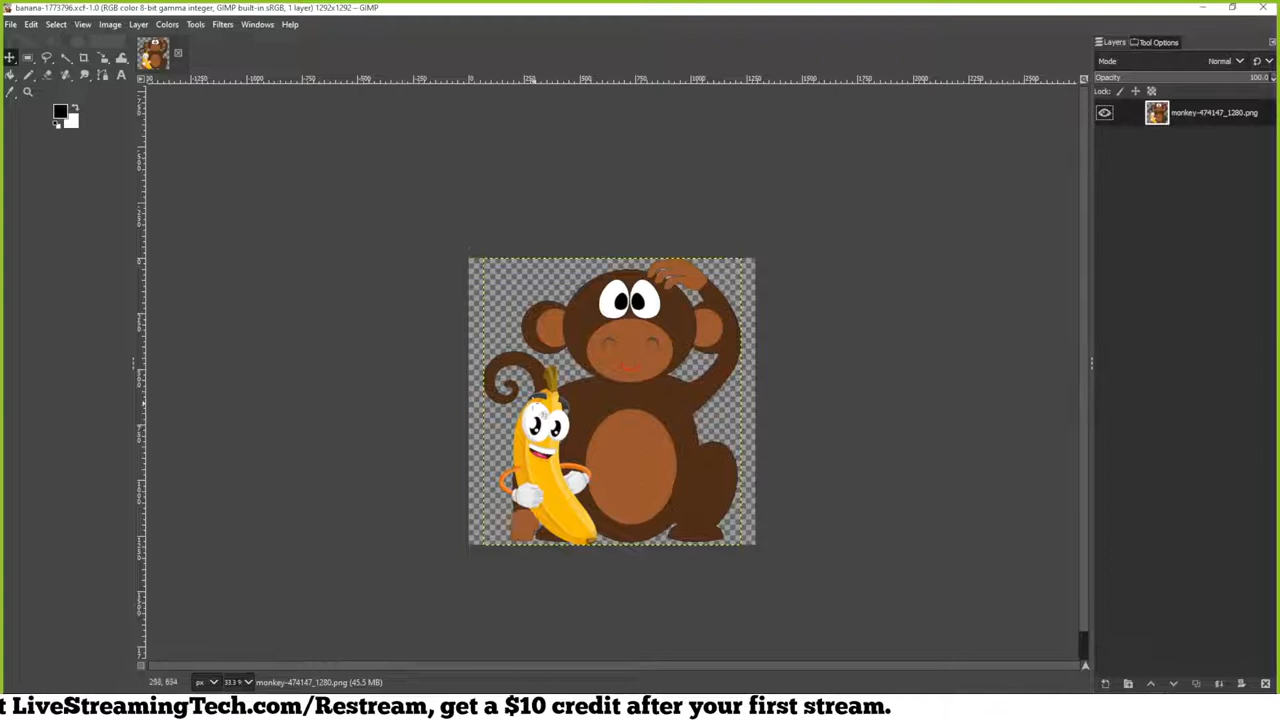 banana-1773796.xcf-1.0 (RGB color 8-bit gamma integer, GIMP built-in sRGB, 1 layer) 1292x1292 – GIMP
File Edit Select View Image Layer Colors Tools Filters Windows Help
Layers Tool Options
Mode Normal
Opacity 100.0
Lock:
monkey-474147_1280.png
px 33.3 % monkey-474147_1280.png (45.5 MB)
t LiveStreamingTech.com/Restream, get a $10 credit after your first stream.